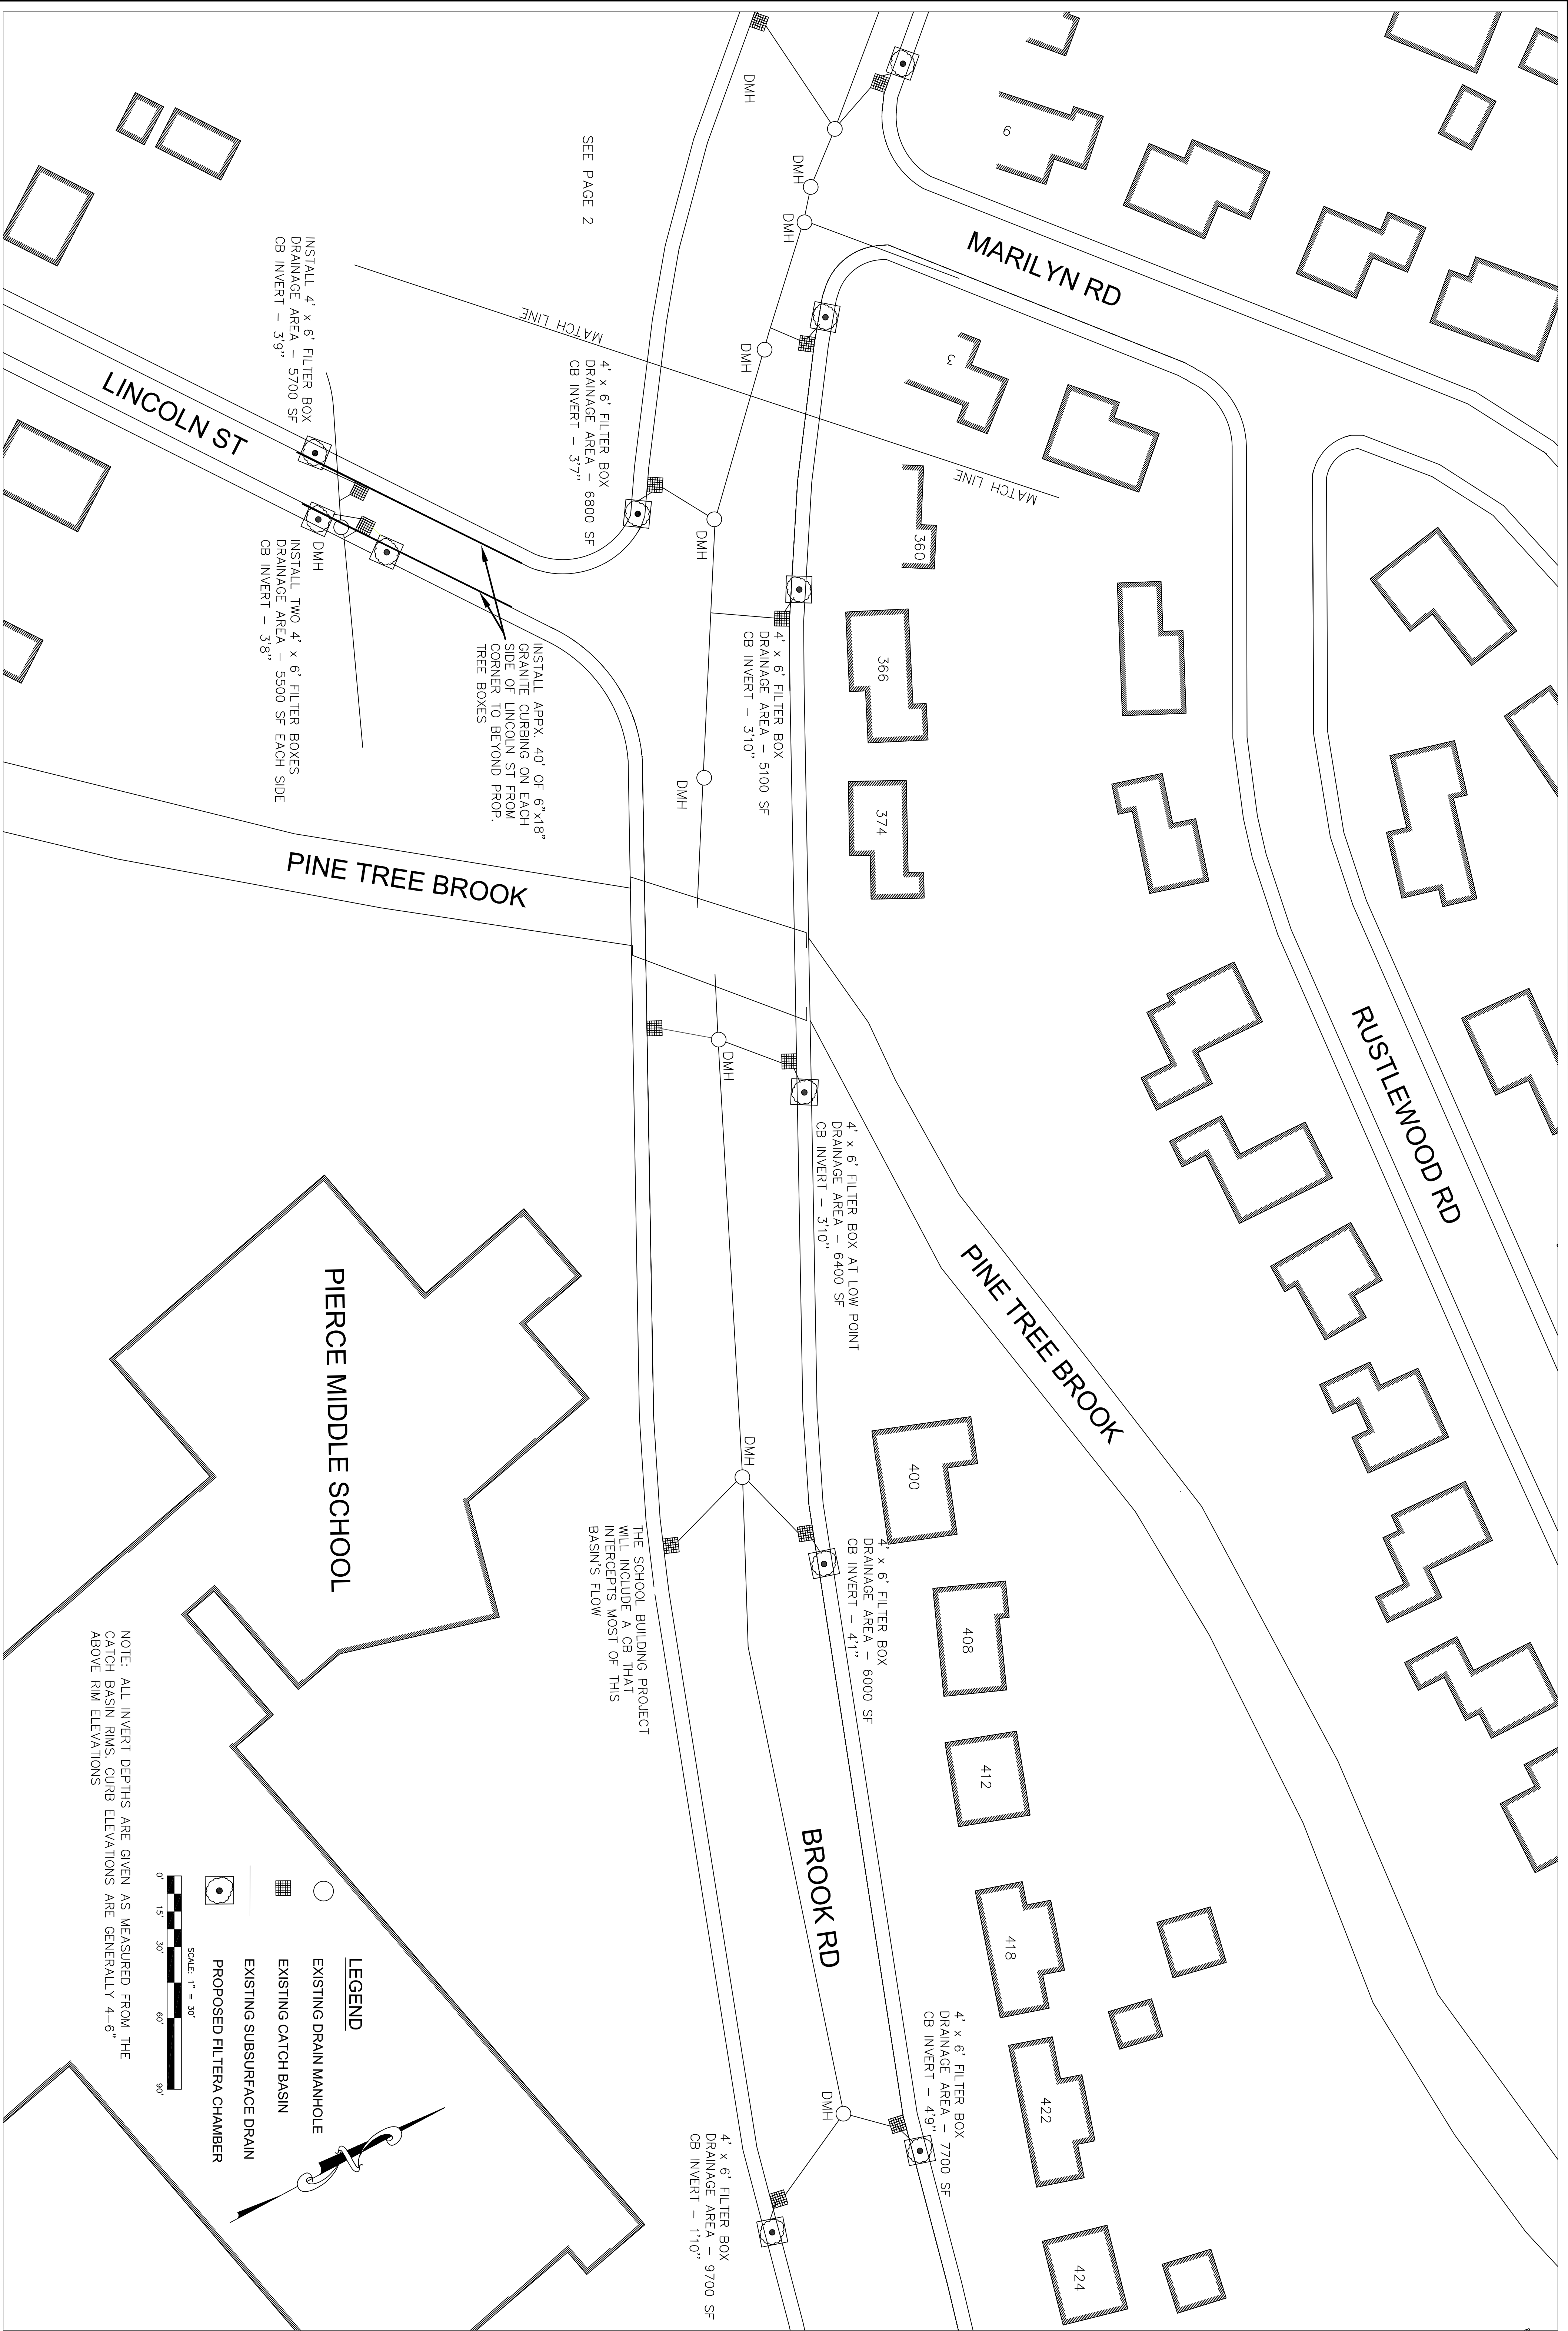 MARILYN RD
RUSTLEWOOD RD
9
3
MATCH LINE
MATCH LINE
360
366
374
400
408
412
418
422
424
PINE TREE BROOK
PINE TREE BROOK
DMH
DMH
DMH
DMH
DMH
DMH
DMH
DMH
DMH
DMH
SEE PAGE 2
4' x 6' FILTER BOX
DRAINAGE AREA – 6800 SF
CB INVERT – 3'7"
4' x 6' FILTER BOX
DRAINAGE AREA – 5100 SF
CB INVERT – 3'10"
4' x 6' FILTER BOX AT LOW POINT
DRAINAGE AREA – 6400 SF
CB INVERT – 3'10"
4' x 6' FILTER BOX
DRAINAGE AREA – 6000 SF
CB INVERT – 4'1"
4' x 6' FILTER BOX
DRAINAGE AREA – 7700 SF
CB INVERT – 4'9"
4' x 6' FILTER BOX
DRAINAGE AREA – 9700 SF
CB INVERT – 1'10"
BROOK RD
INSTALL 4' x 6' FILTER BOX
DRAINAGE AREA – 5700 SF
CB INVERT – 3'9"
LINCOLN ST
DMH
INSTALL TWO 4' x 6' FILTER BOXES
DRAINAGE AREA – 5500 SF EACH SIDE
CB INVERT – 3'8"
INSTALL APPX. 40' OF 6"x18"
GRANITE CURBING ON EACH
SIDE OF LINCOLN ST FROM
CORNER TO BEYOND PROP.
TREE BOXES
THE SCHOOL BUILDING PROJECT
WILL INCLUDE A CB THAT
INTERCEPTS MOST OF THIS
BASIN'S FLOW
PIERCE MIDDLE SCHOOL
LEGEND
EXISTING DRAIN MANHOLE
EXISTING CATCH BASIN
EXISTING SUBSURFACE DRAIN
PROPOSED FILTERA CHAMBER
SCALE: 1" = 30'
0' 15' 30' 60' 90'
NOTE: ALL INVERT DEPTHS ARE GIVEN AS MEASURED FROM THE
CATCH BASIN RIMS. CURB ELEVATIONS ARE GENERALLY 4–6"
ABOVE RIM ELEVATIONS